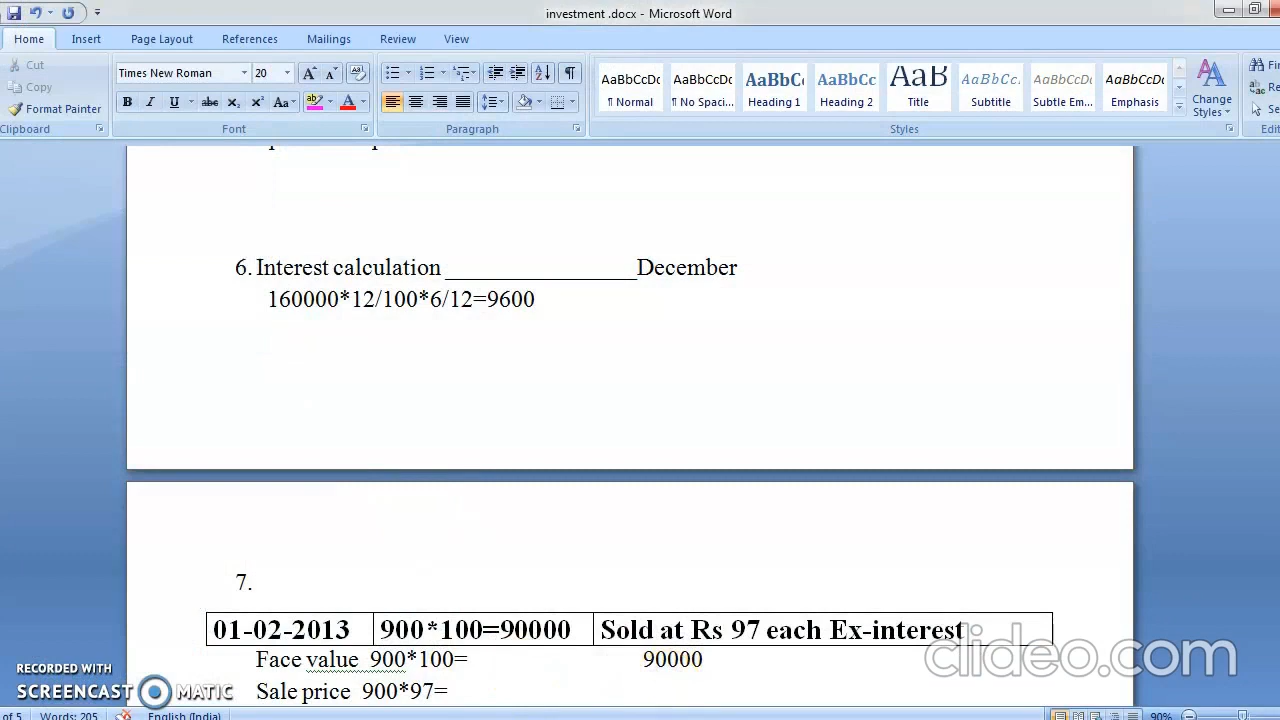 investment .docx - Microsoft Word
Home Insert Page Layout References Mailings Review View
Cut
Copy
Format Painter
Clipboard
Times New Roman 20
Font
Paragraph
AaBbCcDc AaBbCcDc AaBbC AaBbCc AaB AaBbCc. AaBbCcDc AaBbCcDc
¶ Normal ¶ No Spaci... Heading 1 Heading 2 Title Subtitle Subtle Em... Emphasis
Change Styles
Styles
6. Interest calculation ________________December
160000*12/100*6/12=9600
7.
01-02-2013 900*100=90000 Sold at Rs 97 each Ex-interest
Face value 900*100= 90000
Sale price 900*97=
clideo.com
RECORDED WITH
SCREENCAST MATIC
of 5 Words: 205 English (India) 90%